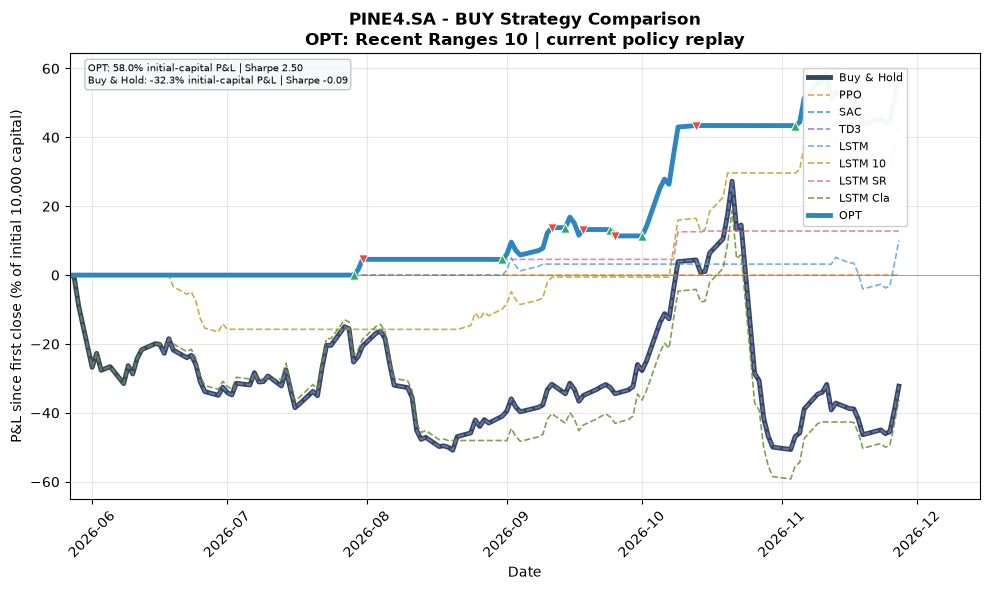 PINE4.SA - BUY Strategy Comparison
OPT: Recent Ranges 10 | current policy replay
OPT: 58.0% initial-capital P&L | Sharpe 2.50
Buy & Hold: -32.3% initial-capital P&L | Sharpe -0.09
Buy & Hold
PPO
SAC
TD3
LSTM
LSTM 10
LSTM SR
LSTM Cla
OPT
P&L since first close (% of initial 10,000 capital)
60
40
20
0
−20
−40
−60
2026-06
2026-07
2026-08
2026-09
2026-10
2026-11
2026-12
Date